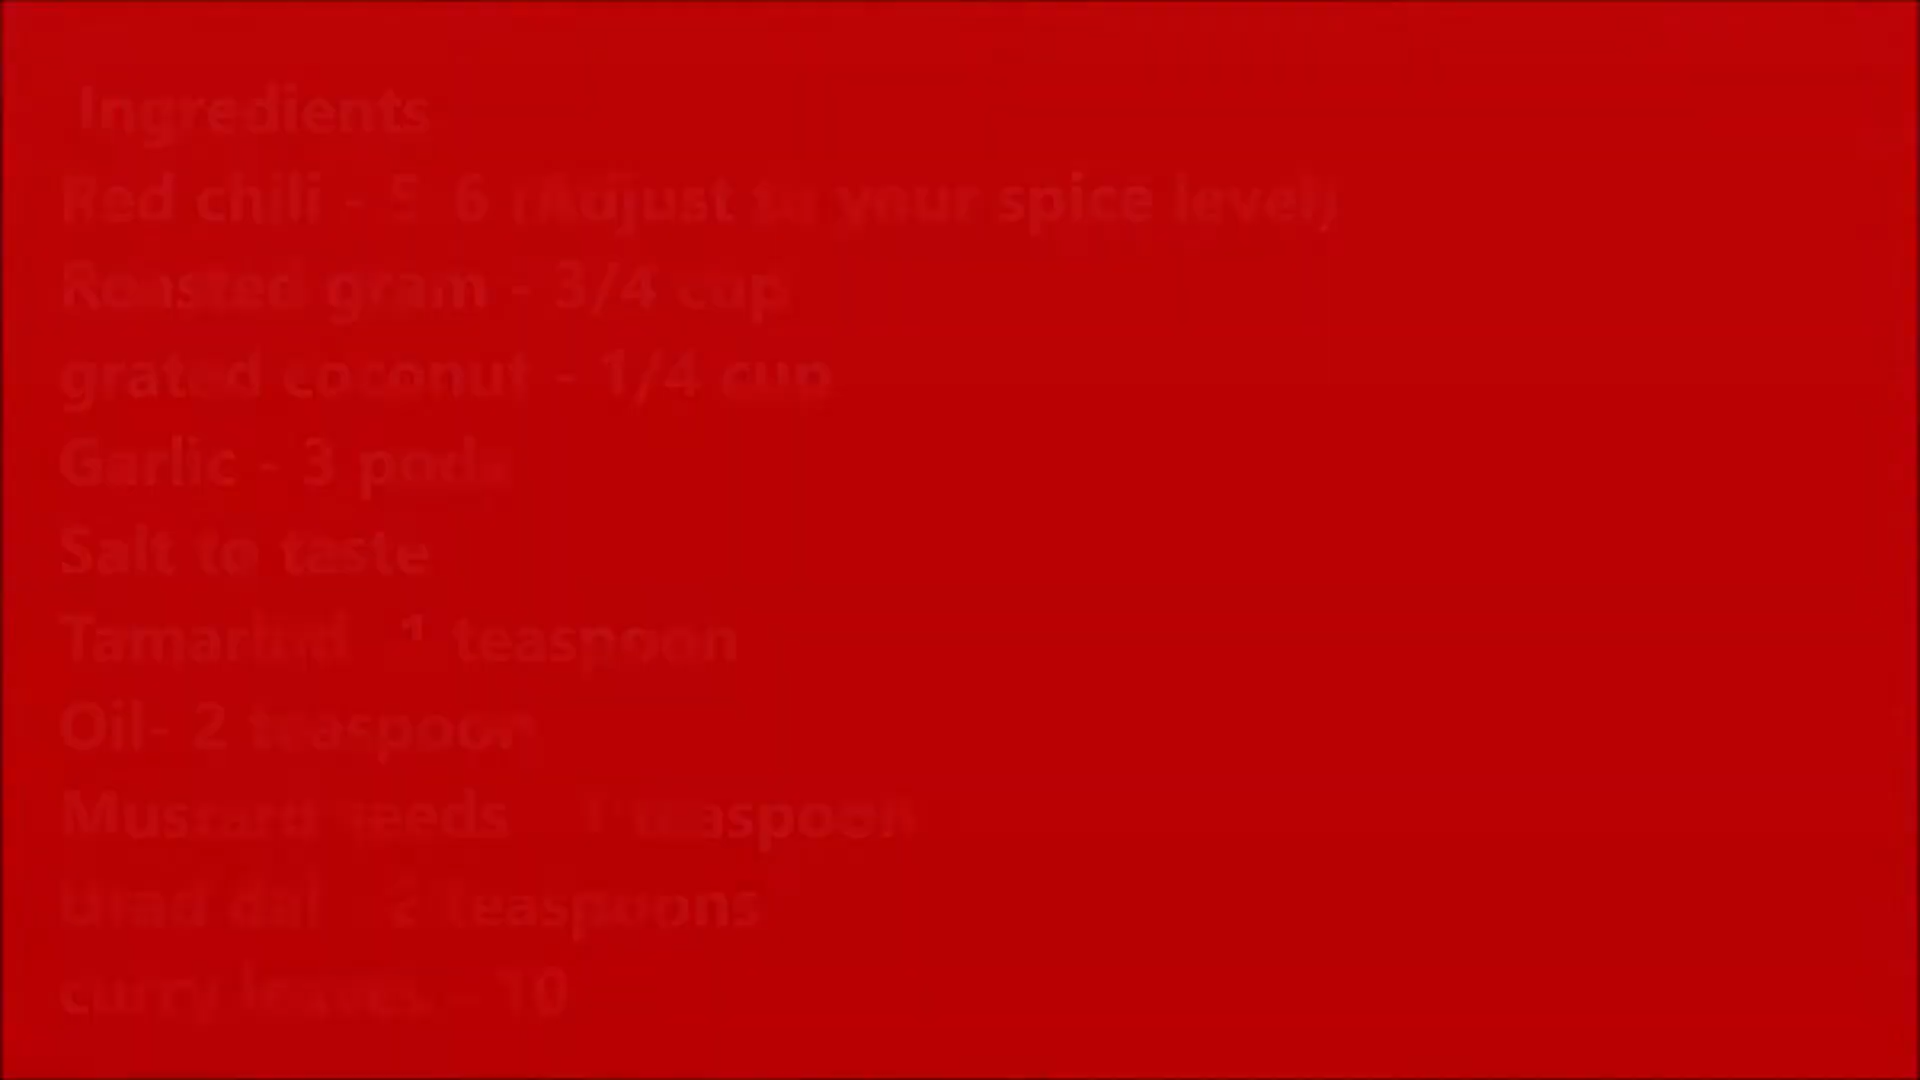 Ingredients
Red chili - 5 6 (Adjust to your spice level)
Roasted gram - 3/4 cup
grated coconut - 1/4 cup
Garlic - 3 pods
Salt to taste
Tamarind 1 teaspoon
Oil- 2 teaspoon
Mustard seeds 1 teaspoon
Urad dal 2 teaspoons
curry leaves - 10